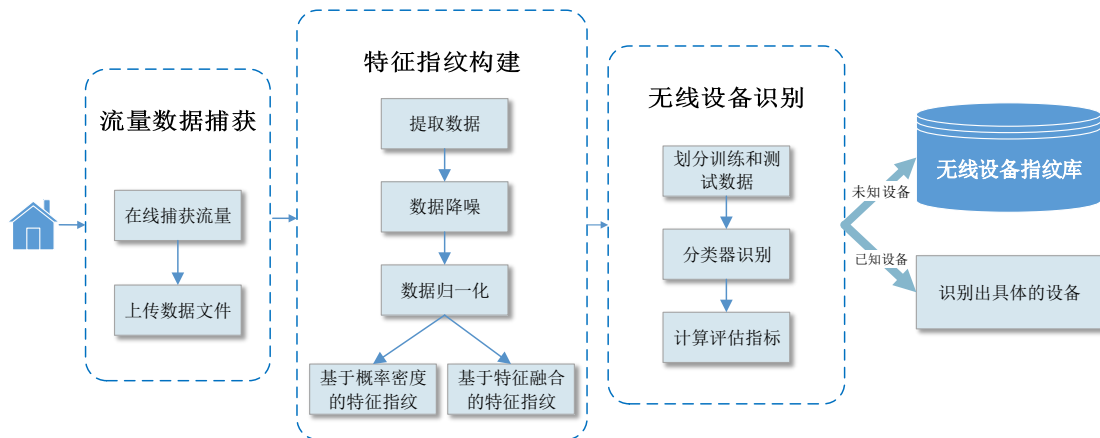 流量数据捕获
在线捕获流量
上传数据文件
特征指纹构建
提取数据
数据降噪
数据归一化
基于概率密度
的特征指纹
基于特征融合
的特征指纹
无线设备识别
划分训练和测
试数据
分类器识别
计算评估指标
未知设备
无线设备指纹库
已知设备
识别出具体的设备